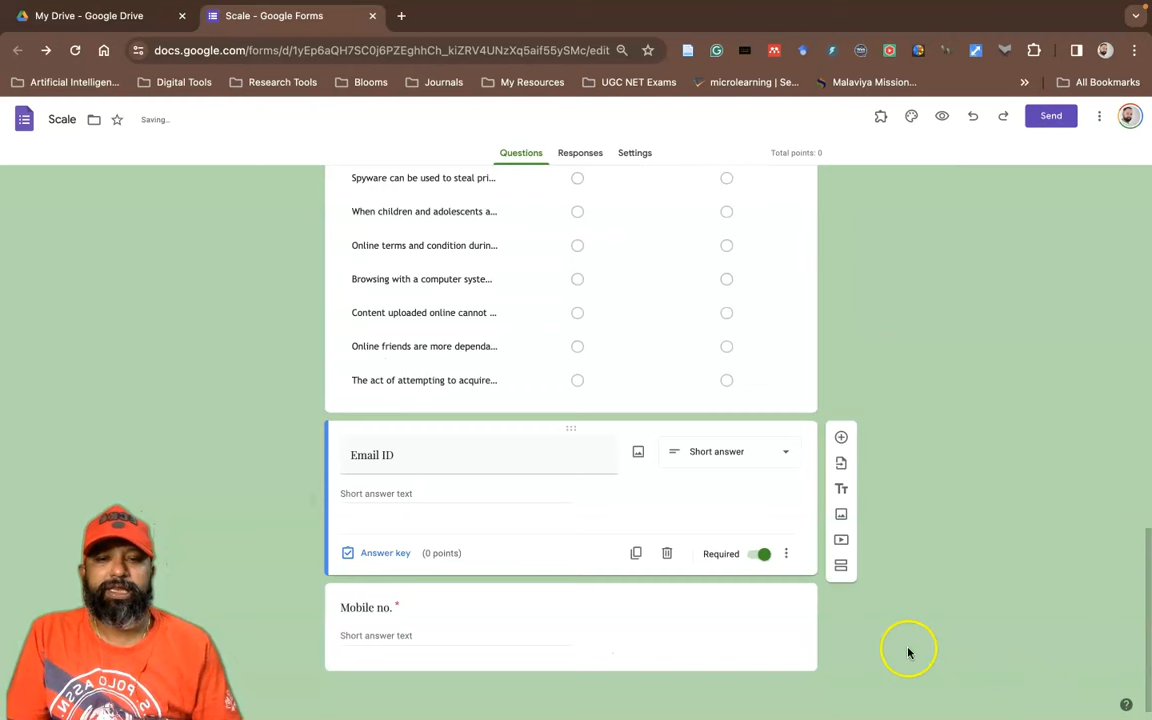 My Drive - Google Drive
Scale - Google Forms
docs.google.com/forms/d/1yEp6aQH7SC0j6PZEghhCh_kiZRV4UNzXq5aif55ySMc/edit
Artificial Intelligen...
Digital Tools
Research Tools
Blooms
Journals
My Resources
UGC NET Exams
microlearning | Se...
Malaviya Mission...
All Bookmarks
Scale
Saving...
Send
Questions
Responses
Settings
Total points: 0
Spyware can be used to steal pri...
When children and adolescents a...
Online terms and condition durin...
Browsing with a computer syste...
Content uploaded online cannot ...
Online friends are more dependa...
The act of attempting to acquire...
Email ID
Short answer
Short answer text
Answer key
(0 points)
Required
Mobile no. *
Short answer text